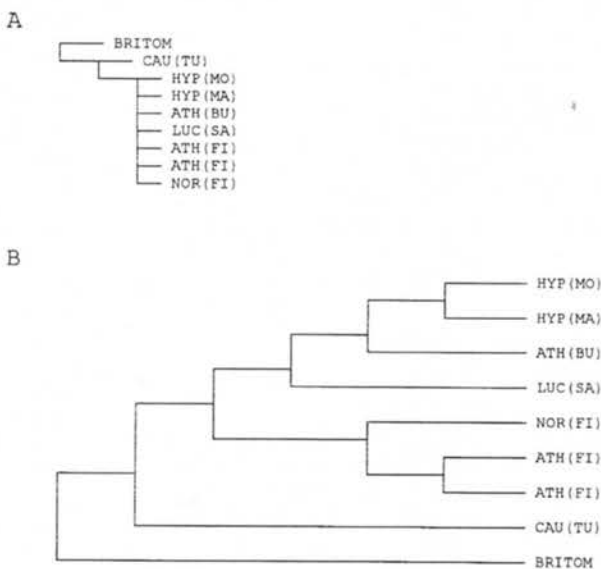 A
BRITOM
CAU(TU)
HYP(MO)
HYP(MA)
ATH(BU)
LUC(SA)
ATH(FI)
ATH(FI)
NOR(FI)
B
HYP(MO)
HYP(MA)
ATH(BU)
LUC(SA)
NOR(FI)
ATH(FI)
ATH(FI)
CAU(TU)
BRITOM